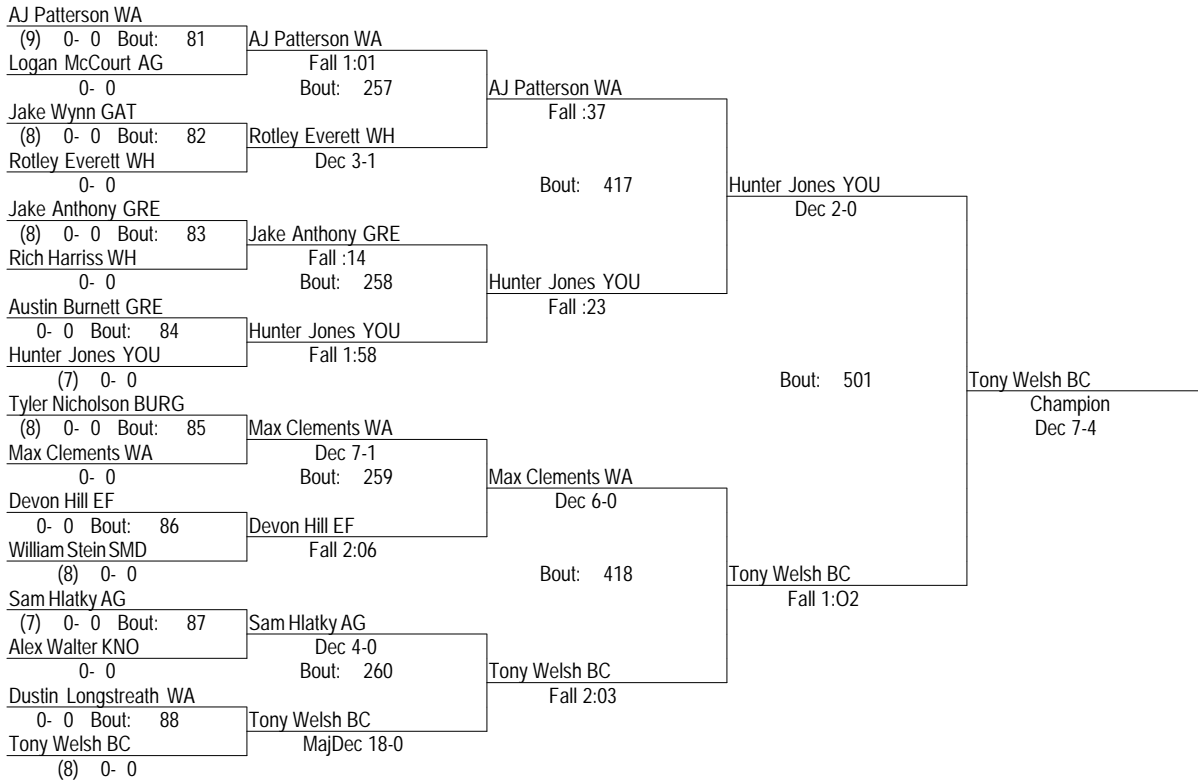 AJ Patterson WA
(9) 0- 0 Bout: 81
AJ Patterson WA
Logan McCourt AG
Fall 1:01
0- 0
Bout: 257
AJ Patterson WA
Jake Wynn GAT
Fall :37
(8) 0- 0 Bout: 82
Rotley Everett WH
Rotley Everett WH
Dec 3-1
0- 0
Bout: 417
Hunter Jones YOU
Jake Anthony GRE
Dec 2-0
(8) 0- 0 Bout: 83
Jake Anthony GRE
Rich Harriss WH
Fall :14
0- 0
Bout: 258
Hunter Jones YOU
Austin Burnett GRE
Fall :23
0- 0 Bout: 84
Hunter Jones YOU
Hunter Jones YOU
Fall 1:58
(7) 0- 0
Bout: 501
Tony Welsh BC
Tyler Nicholson BURG
Champion
(8) 0- 0 Bout: 85
Max Clements WA
Dec 7-4
Max Clements WA
Dec 7-1
0- 0
Bout: 259
Max Clements WA
Devon Hill EF
Dec 6-0
0- 0 Bout: 86
Devon Hill EF
William Stein SMD
Fall 2:06
(8) 0- 0
Bout: 418
Tony Welsh BC
Sam Hlatky AG
Fall 1:O2
(7) 0- 0 Bout: 87
Sam Hlatky AG
Alex Walter KNO
Dec 4-0
0- 0
Bout: 260
Tony Welsh BC
Dustin Longstreath WA
Fall 2:03
0- 0 Bout: 88
Tony Welsh BC
Tony Welsh BC
MajDec 18-0
(8) 0- 0